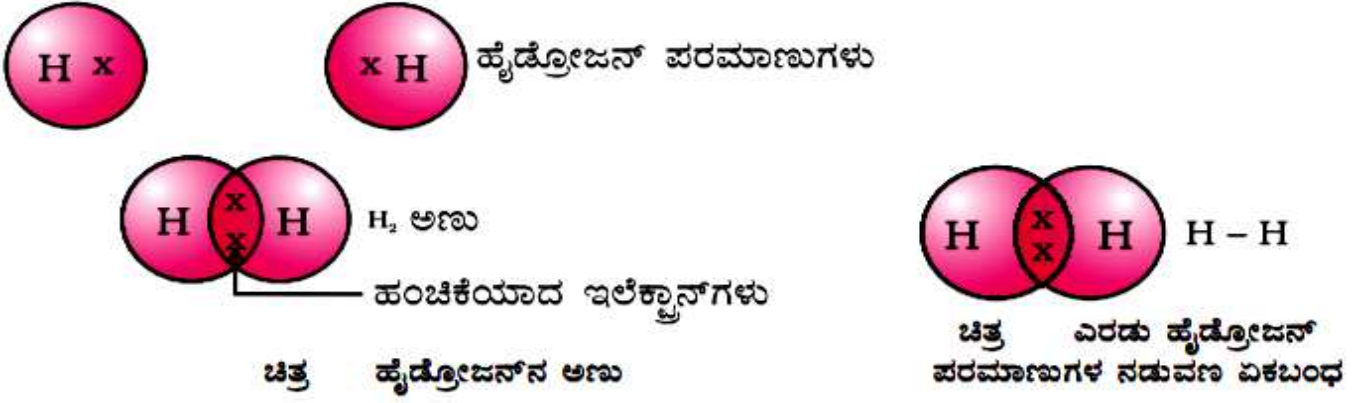 H x x H ಹೈಡ್ರೋಜನ್ ಪರಮಾಣುಗಳು
H x x H H₂ ಅಣು
ಹಂಚಿಕೆಯಾದ ಇಲೆಕ್ಟ್ರಾನ್‌ಗಳು
ಚಿತ್ರ ಹೈಡ್ರೋಜನ್‌ನ ಅಣು
H x x H H – H
ಚಿತ್ರ ಎರಡು ಹೈಡ್ರೋಜನ್
ಪರಮಾಣುಗಳ ನಡುವಣ ಏಕಬಂಧ